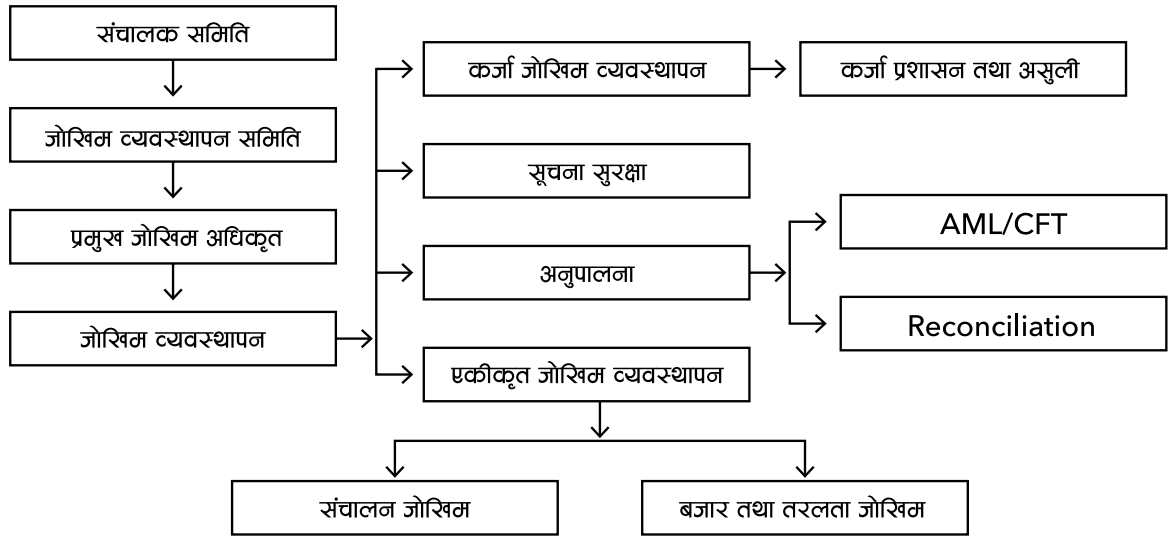 संचालक समिति
जोखिम व्यवस्थापन समिति
प्रमुख जोखिम अधिकृत
जोखिम व्यवस्थापन
कर्जा जोखिम व्यवस्थापन
कर्जा प्रशासन तथा असुली
सूचना सुरक्षा
अनुपालना
AML/CFT
Reconciliation
एकीकृत जोखिम व्यवस्थापन
संचालन जोखिम
बजार तथा तरलता जोखिम